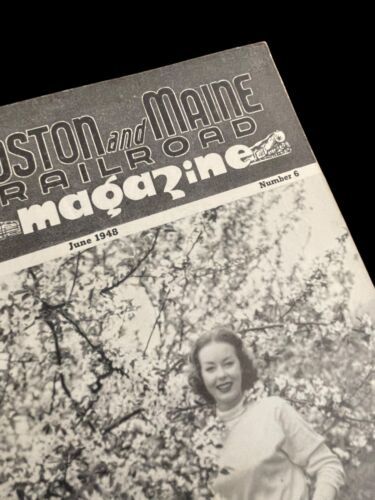 OSTON and MAINE
RAILROAD
magazine
June 1948 Number 6